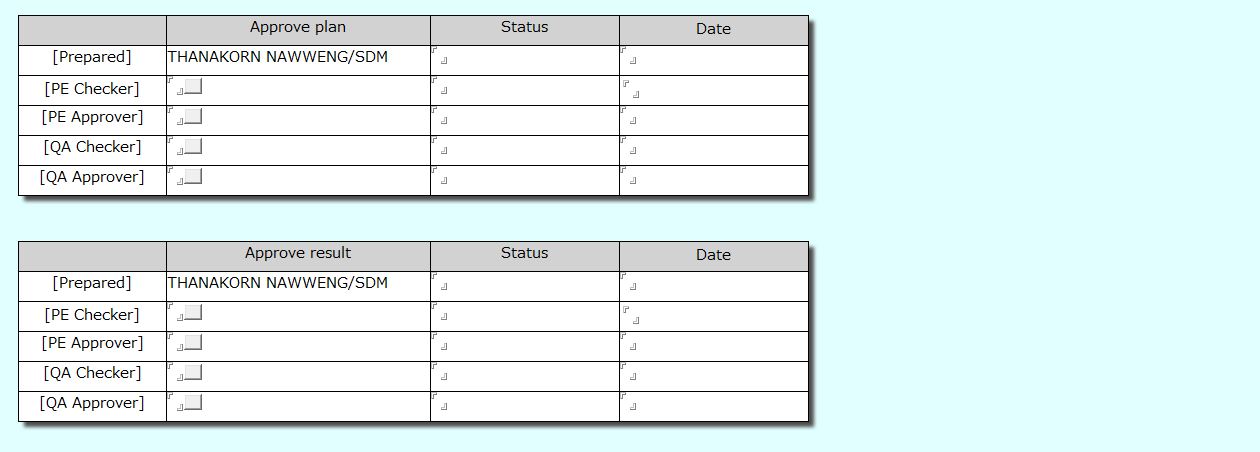 Approve plan Status Date
[Prepared] THANAKORN NAWWENG/SDM
[PE Checker]
[PE Approver]
[QA Checker]
[QA Approver]
Approve result Status Date
[Prepared] THANAKORN NAWWENG/SDM
[PE Checker]
[PE Approver]
[QA Checker]
[QA Approver]